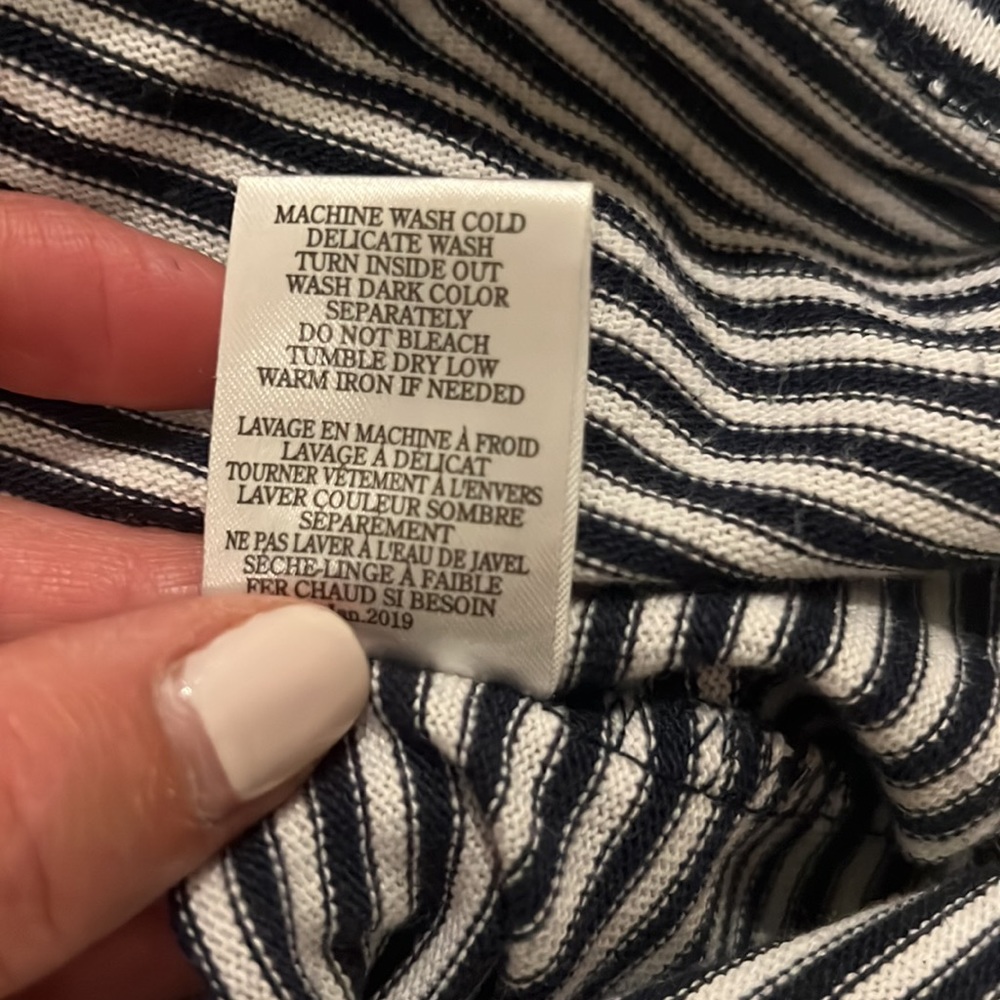 MACHINE WASH COLD
DELICATE WASH
TURN INSIDE OUT
WASH DARK COLOR
SEPARATELY
DO NOT BLEACH
TUMBLE DRY LOW
WARM IRON IF NEEDED
LAVAGE EN MACHINE À FROID
LAVAGE À DÉLICAT
TOURNER VÊTEMENT À L'ENVERS
LAVER COULEUR SOMBRE
SÉPARÉMENT
NE PAS LAVER À L'EAU DE JAVEL
SÈCHE-LINGE À FAIBLE
FER CHAUD SI BESOIN
2019